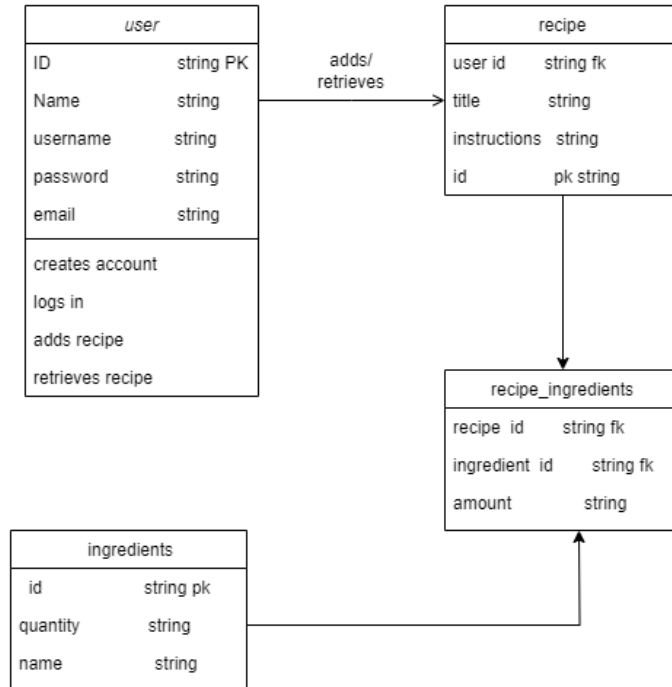 user
ID string PK
Name string
username string
password string
email string
creates account
logs in
adds recipe
retrieves recipe
adds/
retrieves
recipe
user id string fk
title string
instructions string
id pk string
recipe_ingredients
recipe id string fk
ingredient id string fk
amount string
ingredients
id string pk
quantity string
name string